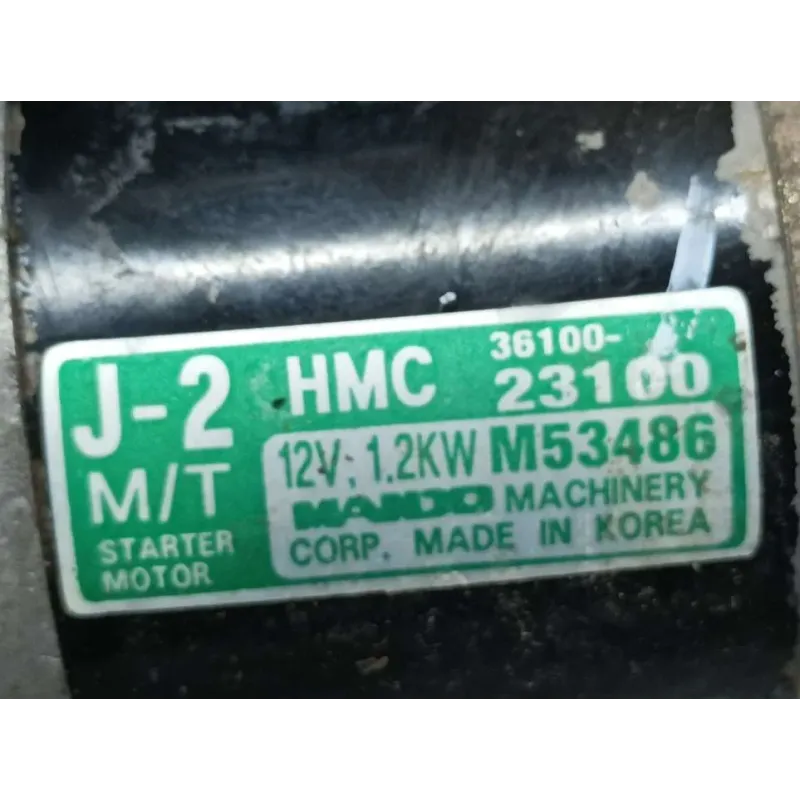 J-2
M/T
STARTER
MOTOR
HMC
36100-
23100
12V; 1.2KW M53486
MANDO MACHINERY
CORP. MADE IN KOREA